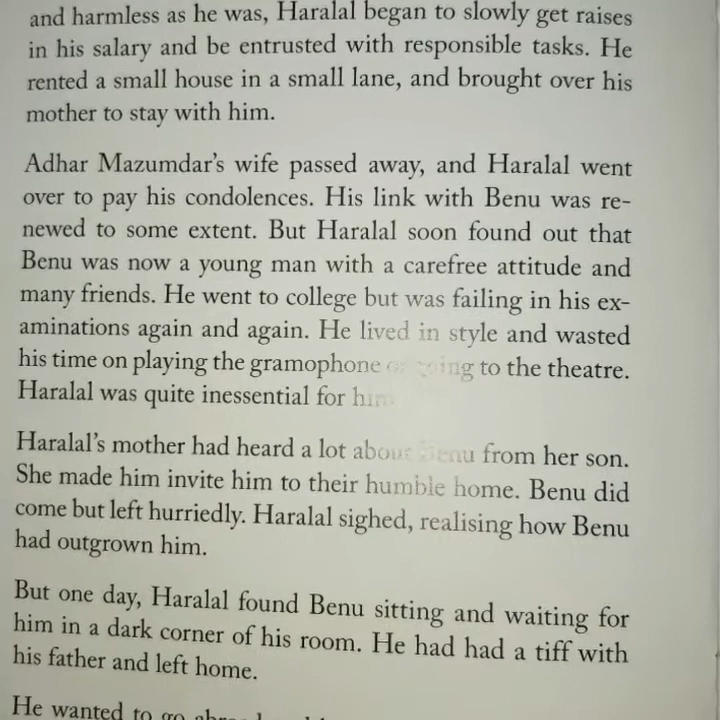 and harmless as he was, Haralal began to slowly get raises
in his salary and be entrusted with responsible tasks. He
rented a small house in a small lane, and brought over his
mother to stay with him.
Adhar Mazumdar's wife passed away, and Haralal went
over to pay his condolences. His link with Benu was re-
newed to some extent. But Haralal soon found out that
Benu was now a young man with a carefree attitude and
many friends. He went to college but was failing in his ex-
aminations again and again. He lived in style and wasted
his time on playing the gramophone or going to the theatre.
Haralal was quite inessential for him
Haralal's mother had heard a lot about Benu from her son.
She made him invite him to their humble home. Benu did
come but left hurriedly. Haralal sighed, realising how Benu
had outgrown him.
But one day, Haralal found Benu sitting and waiting for
him in a dark corner of his room. He had had a tiff with
his father and left home.
He wanted to go